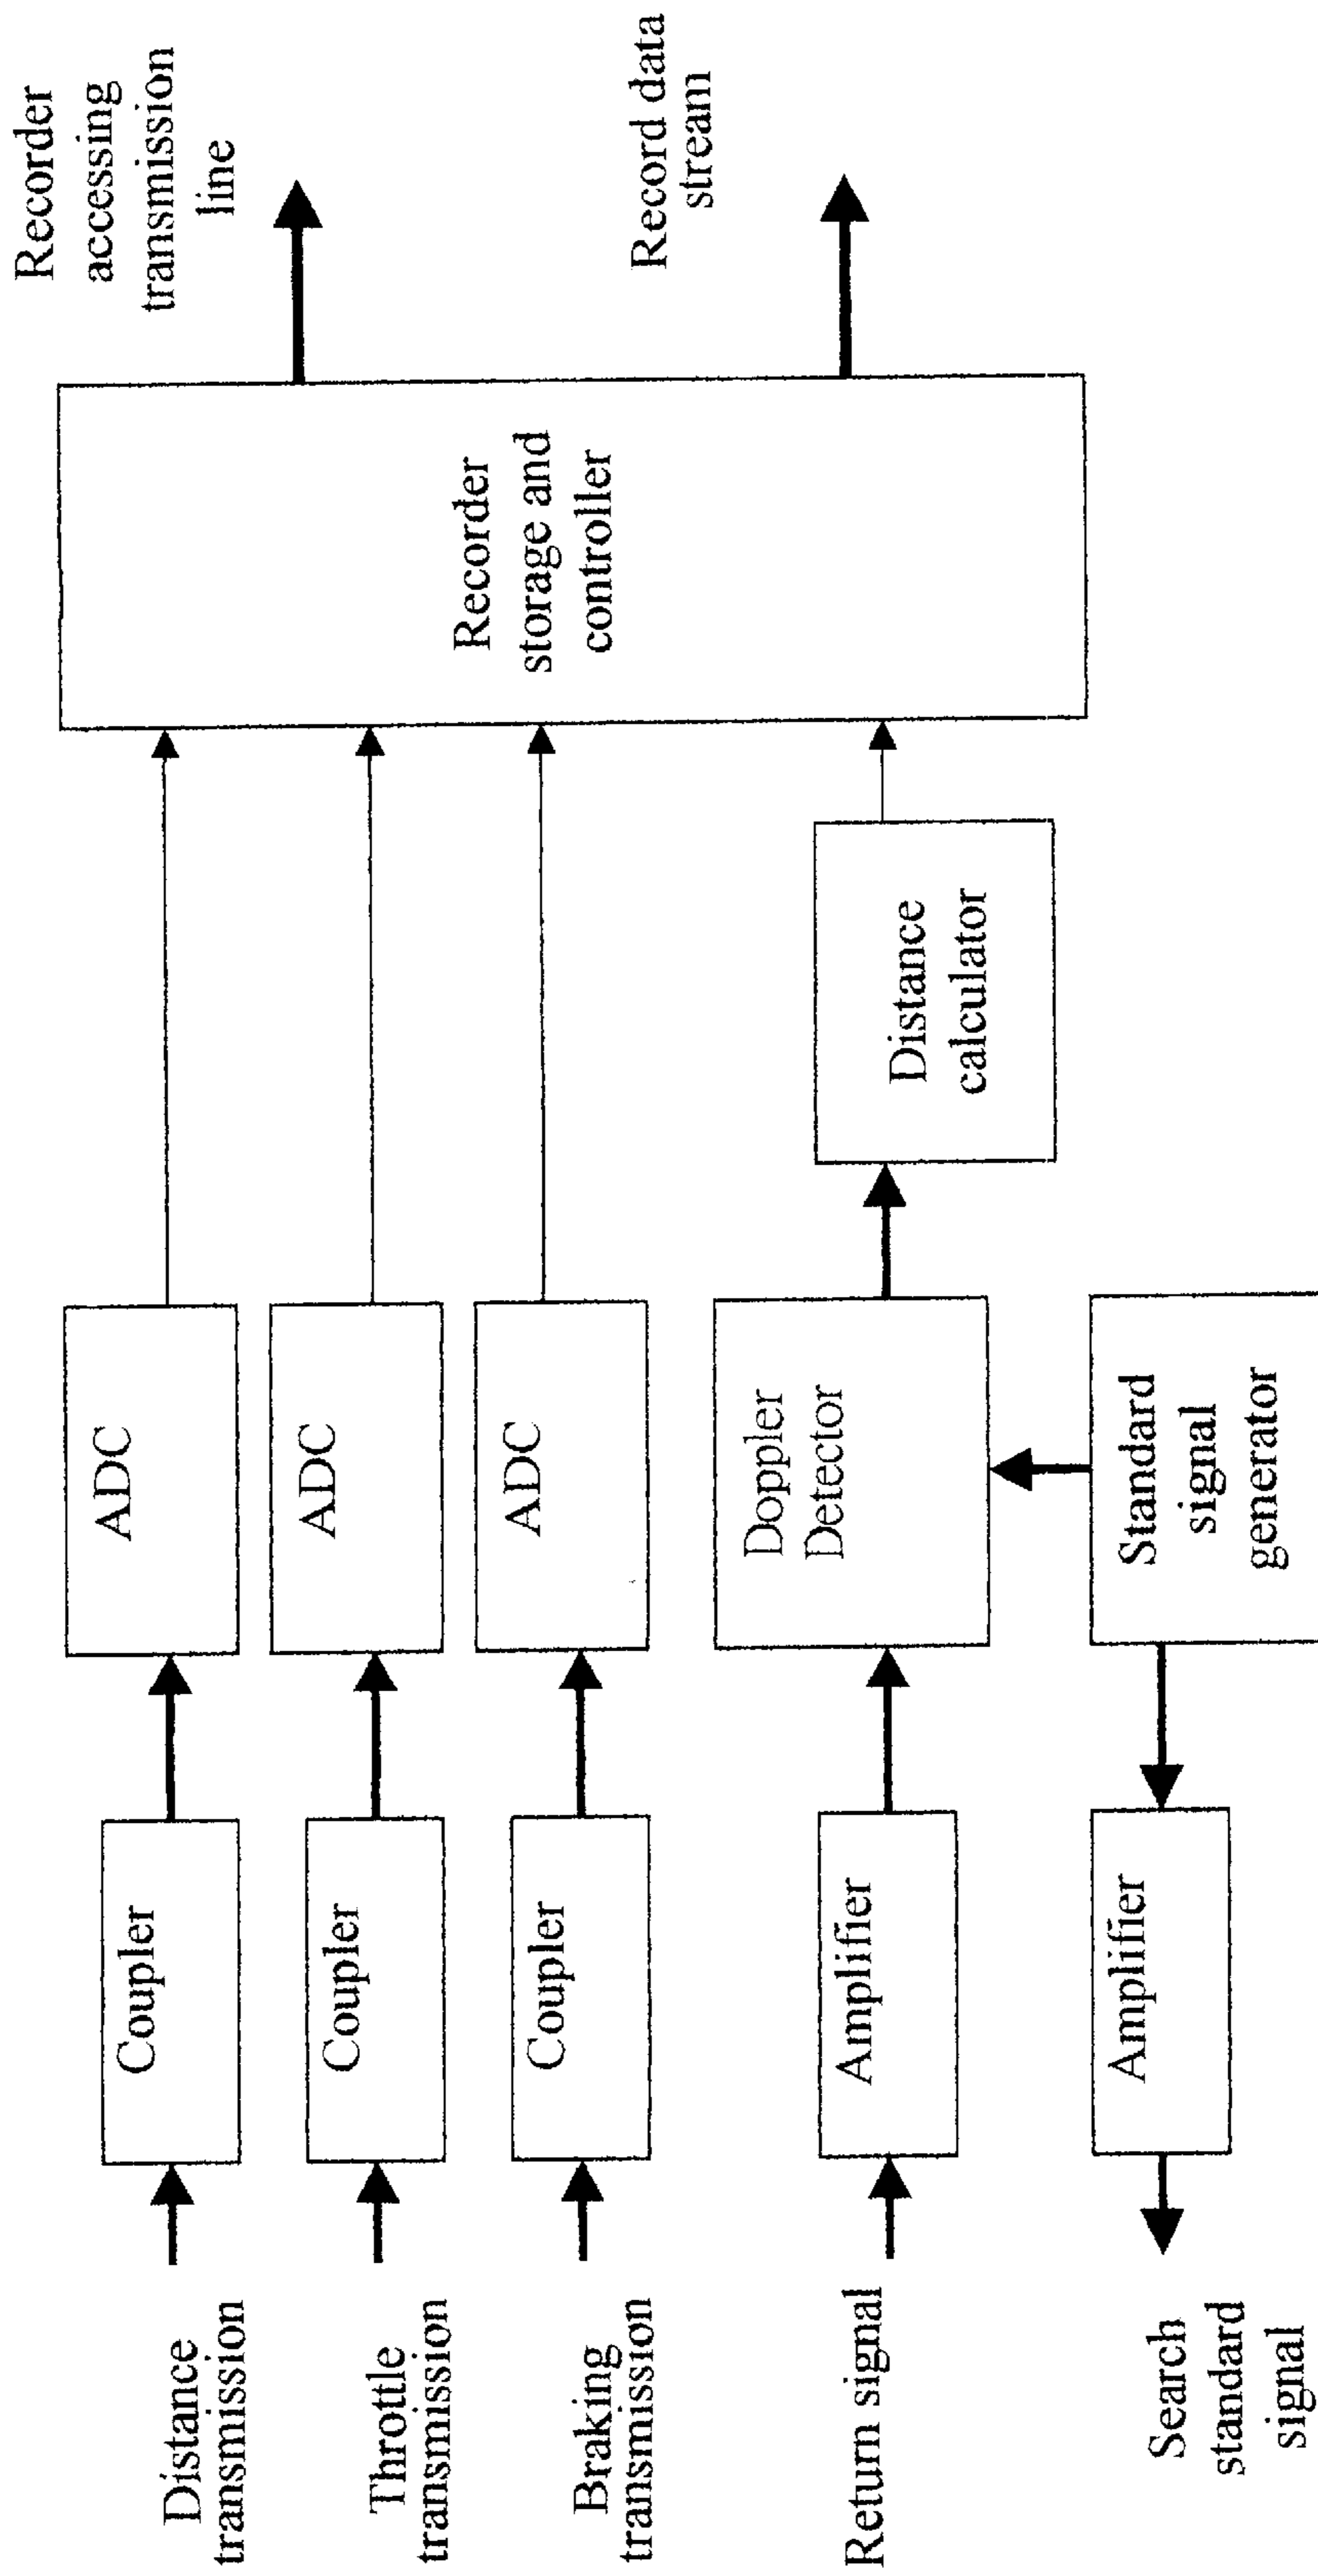 Distance
transmission
Coupler
ADC
Throttle
transmission
Coupler
ADC
Braking
transmission
Coupler
ADC
Return signal
Amplifier
Doppler
Detector
Distance
calculator
Search
standard
signal
Amplifier
Standard
signal
generator
Recorder
storage and
controller
Recorder
accessing
transmission
line
Record data
stream